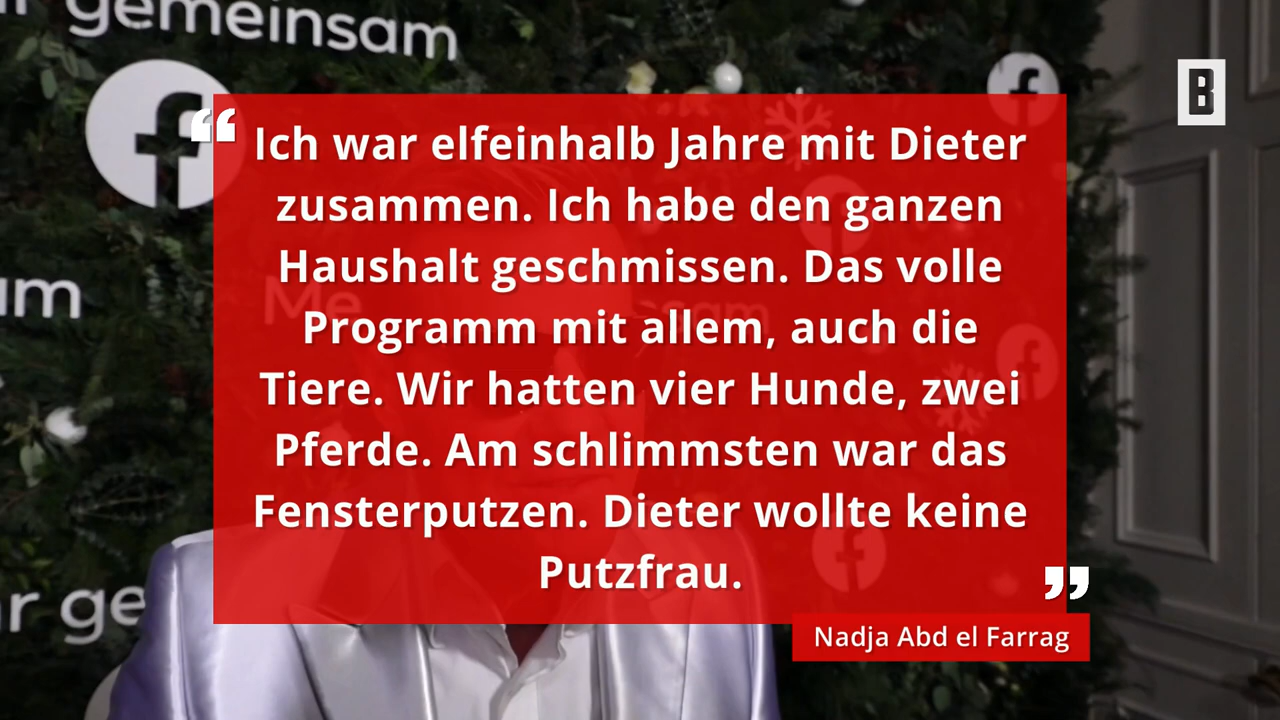 gemeinsam
B
“
Ich war elfeinhalb Jahre mit Dieter
zusammen. Ich habe den ganzen
Haushalt geschmissen. Das volle
Programm mit allem, auch die
Tiere. Wir hatten vier Hunde, zwei
Pferde. Am schlimmsten war das
Fensterputzen. Dieter wollte keine
Putzfrau.
”
Nadja Abd el Farrag